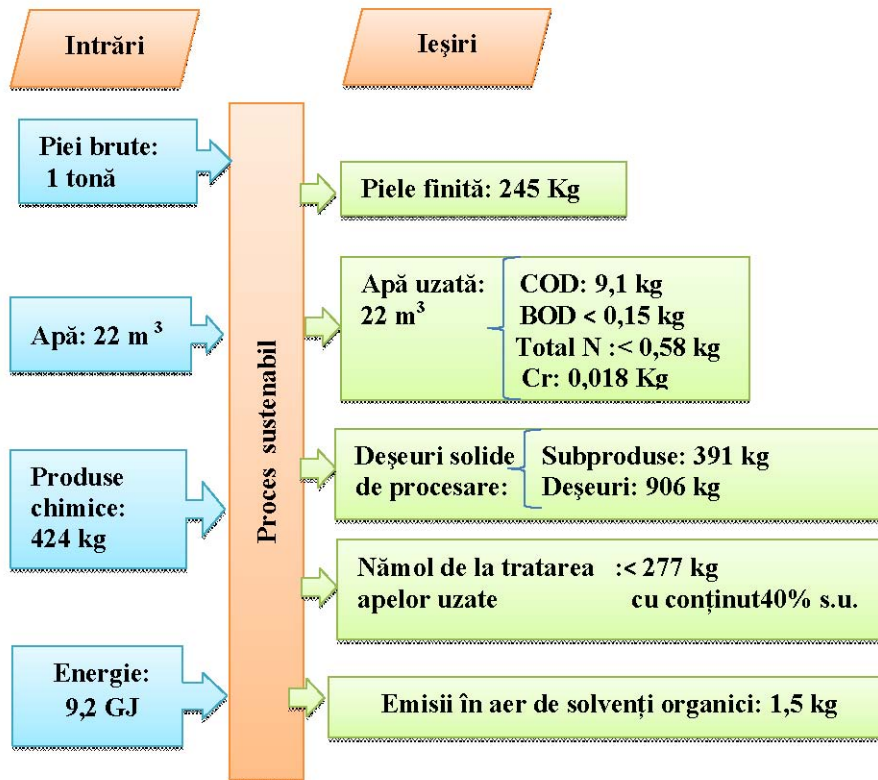 Intrări
Ieşiri
Piei brute:
1 tonă
Apă: 22 m ³
Produse
chimice:
424 kg
Energie:
9,2 GJ
Proces sustenabil
Piele finită: 245 Kg
Apă uzată:
22 m³
COD: 9,1 kg
BOD < 0,15 kg
Total N :< 0,58 kg
Cr: 0,018 Kg
Deşeuri solide
de procesare:
Subproduse: 391 kg
Deşeuri: 906 kg
Nămol de la tratarea :< 277 kg
apelor uzate cu conţinut40% s.u.
Emisii în aer de solvenţi organici: 1,5 kg